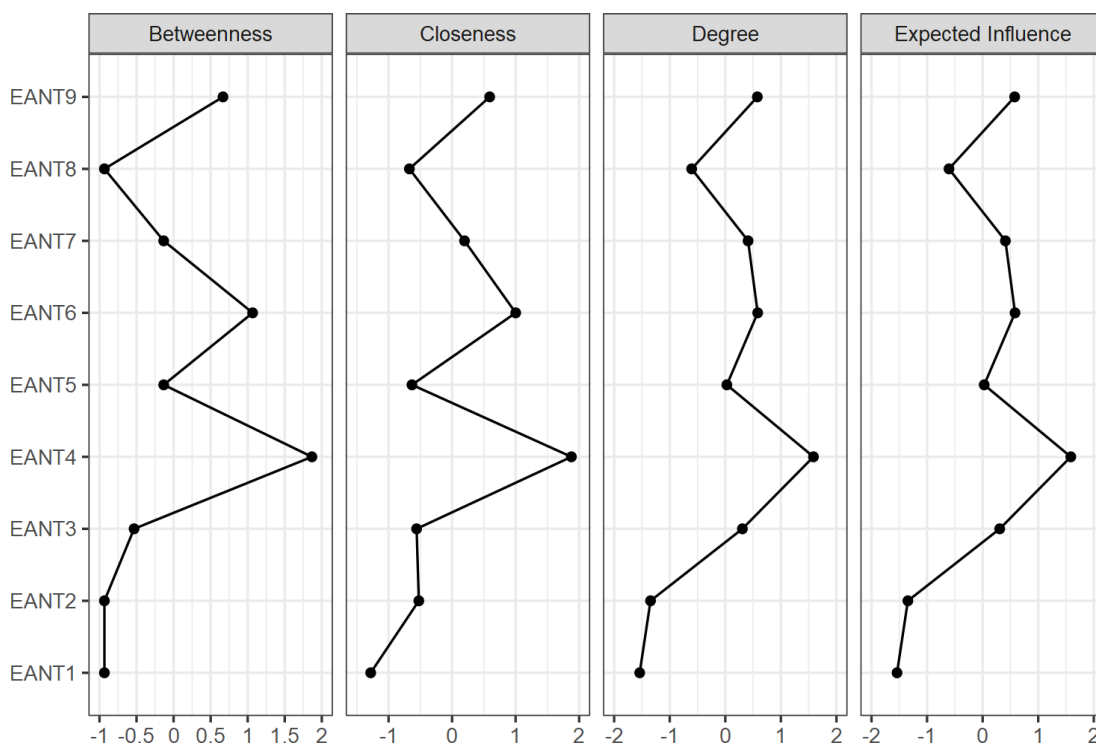 Betweenness Closeness Degree Expected Influence
EANT9
EANT8
EANT7
EANT6
EANT5
EANT4
EANT3
EANT2
EANT1
-1 -0.5 0 0.5 1 1.5 2 -1 0 1 2 -2 -1 0 1 2 -2 -1 0 1 2